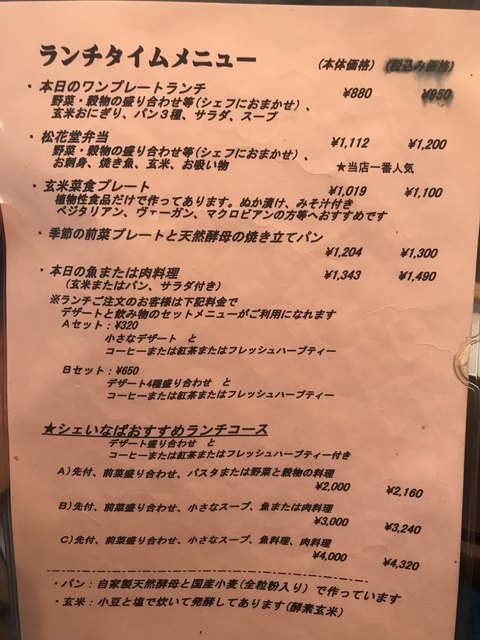 ランチタイムメニュー (本体価格) (税込み価格)
・本日のワンプレートランチ ¥880 ¥950
野菜・穀物の盛り合わせ等(シェフにおまかせ)、
玄米おにぎり、パン3種、サラダ、スープ
・松花堂弁当 ¥1,112 ¥1,200
野菜・穀物の盛り合わせ等(シェフにおまかせ)、
お刺身、焼き魚、玄米、お吸い物 ★当店一番人気
・玄米菜食プレート ¥1,019 ¥1,100
植物性食品だけで作ってあります。ぬか漬け、みそ汁付き
ベジタリアン、ヴァーガン、マクロビアンの方等へおすすめです
・季節の前菜プレートと天然酵母の焼き立てパン
¥1,204 ¥1,300
・本日の魚または肉料理 ¥1,343 ¥1,490
(玄米またはパン、サラダ付き)
※ランチご注文のお客様は下記料金で
デザートと飲み物のセットメニューがご利用になれます
Aセット:¥320
小さなデザート と
コーヒーまたは紅茶またはフレッシュハーブティー
Bセット:¥650
デザート4種盛り合わせ と
コーヒーまたは紅茶またはフレッシュハーブティー
★シェいなばおすすめランチコース
デザート盛り合わせ と
コーヒーまたは紅茶またはフレッシュハーブティー付き
A)先付、前菜盛り合わせ、パスタまたは野菜と穀物の料理
¥2,000 ¥2,160
B)先付、前菜盛り合わせ、小さなスープ、魚または肉料理
¥3,000 ¥3,240
C)先付、前菜盛り合わせ、小さなスープ、魚料理、肉料理
¥4,000 ¥4,320
・パン:自家製天然酵母と国産小麦(全粒粉入り)で作っています
・玄米:小豆と塩で炊いて発酵してあります(酵素玄米)